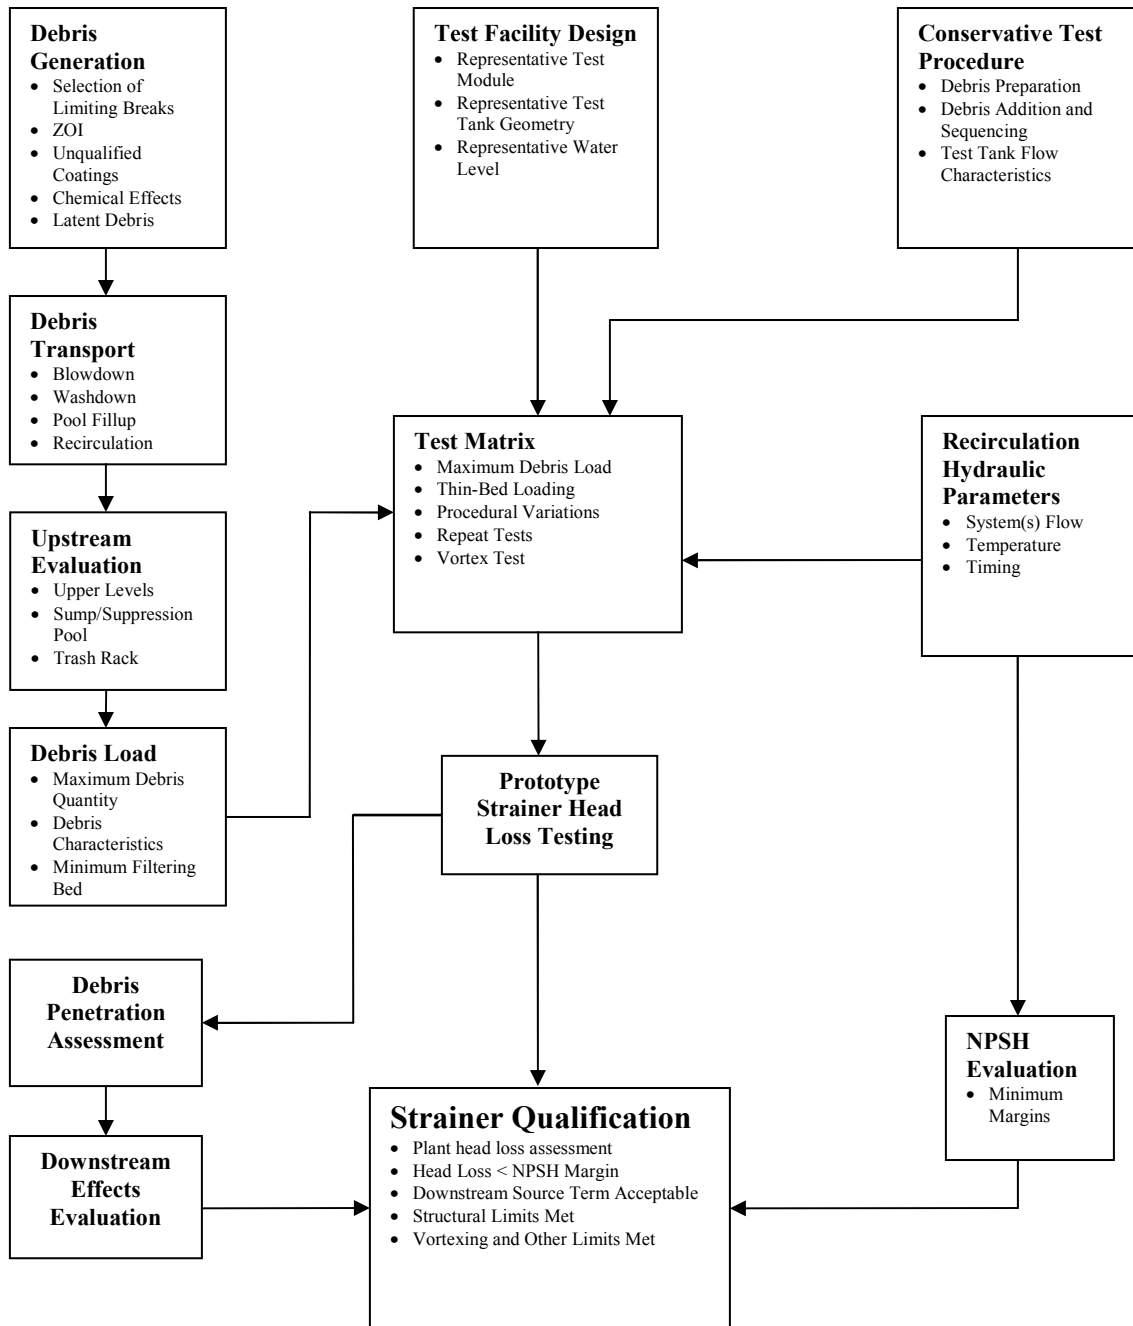 Debris
Generation
• Selection of
Limiting Breaks
• ZOI
• Unqualified
Coatings
• Chemical Effects
• Latent Debris
Test Facility Design
• Representative Test
Module
• Representative Test
Tank Geometry
• Representative Water
Level
Conservative Test
Procedure
• Debris Preparation
• Debris Addition and
Sequencing
• Test Tank Flow
Characteristics
Debris
Transport
• Blowdown
• Washdown
• Pool Fillup
• Recirculation
Test Matrix
• Maximum Debris Load
• Thin-Bed Loading
• Procedural Variations
• Repeat Tests
• Vortex Test
Recirculation
Hydraulic
Parameters
• System(s) Flow
• Temperature
• Timing
Upstream
Evaluation
• Upper Levels
• Sump/Suppression
Pool
• Trash Rack
Debris Load
• Maximum Debris
Quantity
• Debris
Characteristics
• Minimum Filtering
Bed
Prototype
Strainer Head
Loss Testing
Debris
Penetration
Assessment
NPSH
Evaluation
• Minimum
Margins
Downstream
Effects
Evaluation
Strainer Qualification
• Plant head loss assessment
• Head Loss < NPSH Margin
• Downstream Source Term Acceptable
• Structural Limits Met
• Vortexing and Other Limits Met